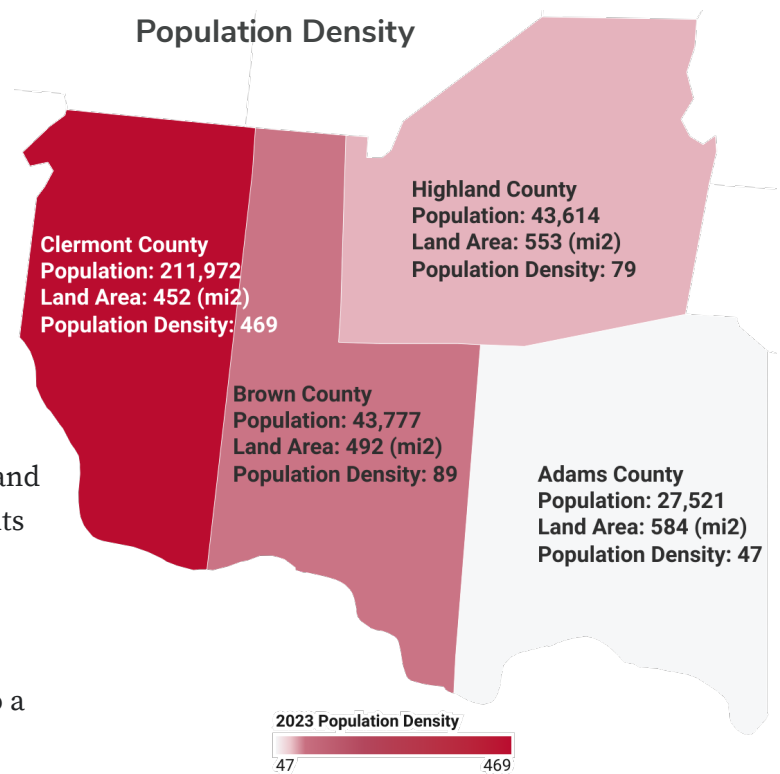 Population Density
Highland County
Population: 43,614
Land Area: 553 (mi2)
Population Density: 79
Clermont County
Population: 211,972
Land Area: 452 (mi2)
Population Density: 469
Brown County
Population: 43,777
Land Area: 492 (mi2)
Population Density: 89
and
Adams County
Population: 27,521
Land Area: 584 (mi2)
Population Density: 47
ts
a
2023 Population Density
47 469